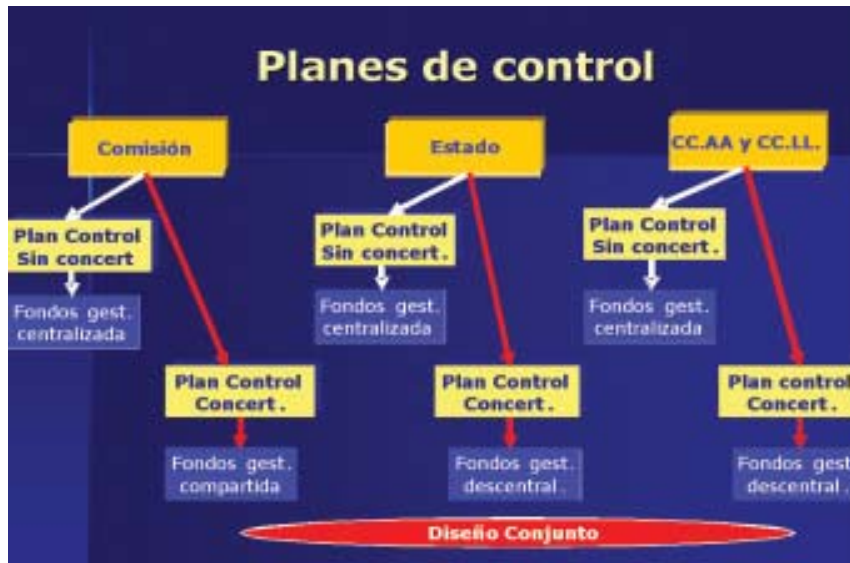 Planes de control
Comisión
Estado
CC.AA y CC.LL.
Plan Control
Sin concert
Plan Control
Sin concert.
Plan Control
Sin concert.
Fondos gest.
centralizada
Fondos gest.
centralizada
Fondos gest.
centralizada
Plan Control
Concert.
Plan Control
Concert.
Plan control
Concert.
Fondos gest.
compartida
Fondos gest.
descentral.
Fondos gest
descentral.
Diseño Conjunto